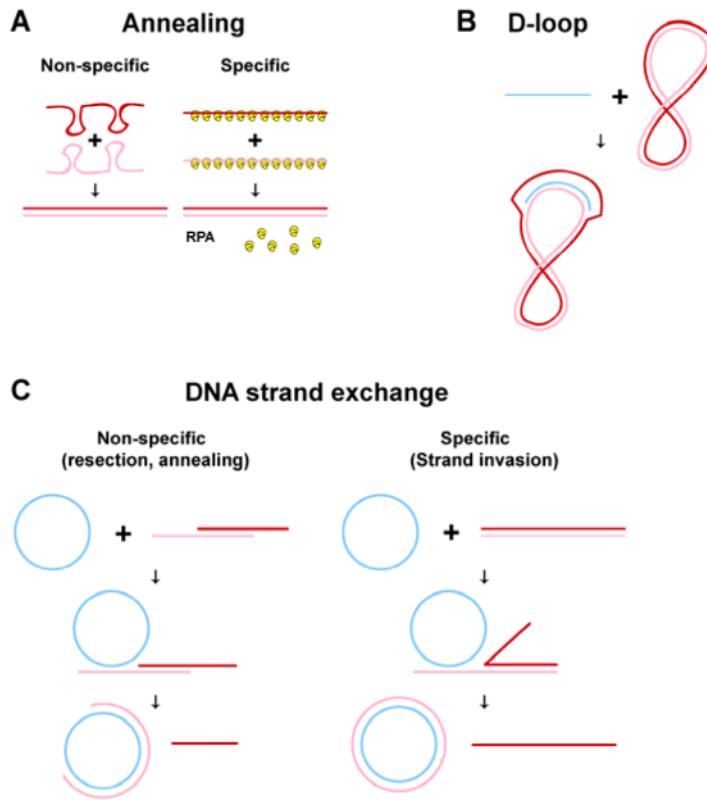 A
Annealing
Non-specific
Specific
+
+
↓
↓
RPA
B
D-loop
+
↓
C
DNA strand exchange
Non-specific
(resection, annealing)
Specific
(Strand invasion)
+
+
↓
↓
↓
↓